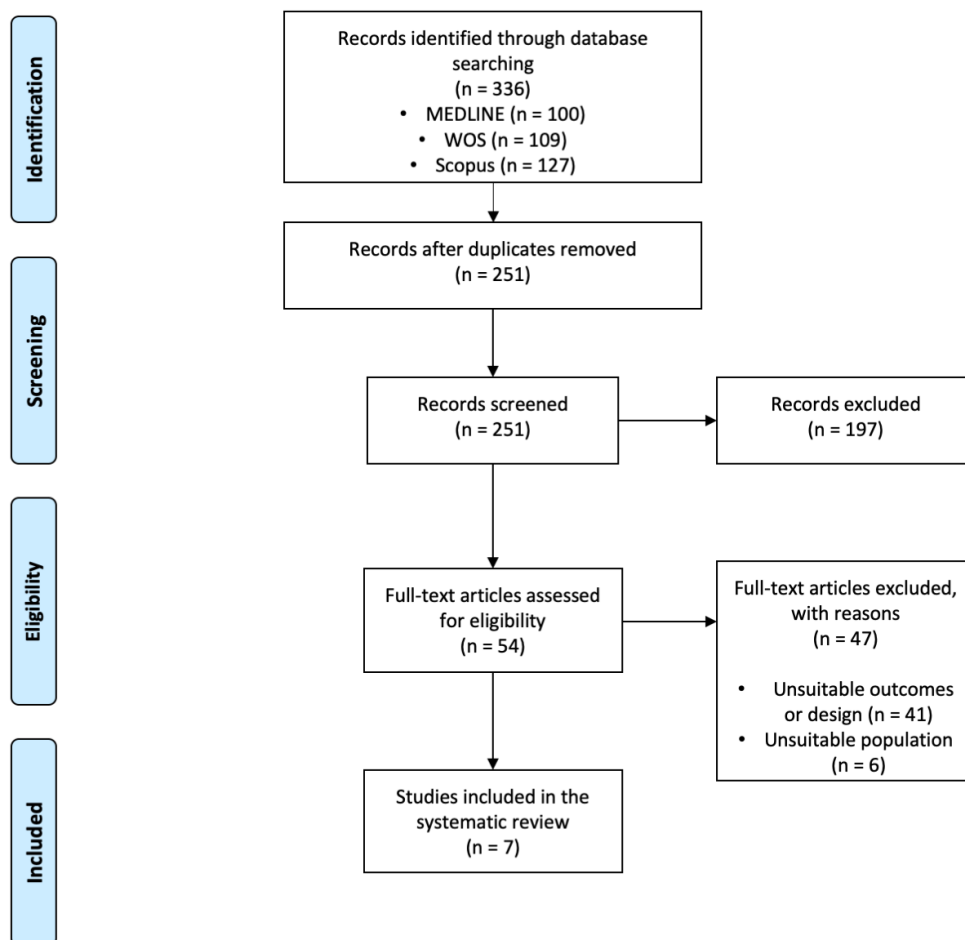 Identification
Records identified through database
searching
(n = 336)
• MEDLINE (n = 100)
• WOS (n = 109)
• Scopus (n = 127)
Records after duplicates removed
(n = 251)
Screening
Records screened
(n = 251)
Records excluded
(n = 197)
Eligibility
Full-text articles assessed
for eligibility
(n = 54)
Full-text articles excluded,
with reasons
(n = 47)
• Unsuitable outcomes
or design (n = 41)
• Unsuitable population
(n = 6)
Included
Studies included in the
systematic review
(n = 7)